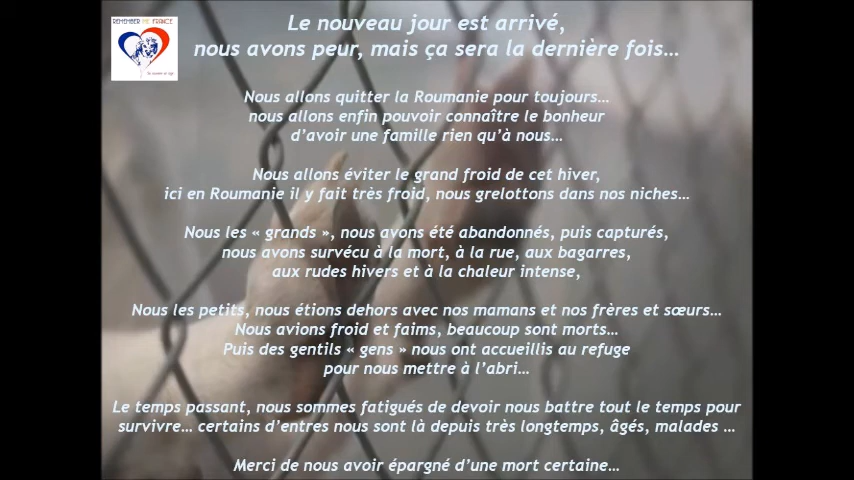 REMEMBER ME FRANCE
Le nouveau jour est arrivé,
nous avons peur, mais ça sera la dernière fois…
Nous allons quitter la Roumanie pour toujours…
nous allons enfin pouvoir connaître le bonheur
d’avoir une famille rien qu’à nous…
Nous allons éviter le grand froid de cet hiver,
ici en Roumanie il y fait très froid, nous grelottons dans nos niches…
Nous les « grands », nous avons été abandonnés, puis capturés,
nous avons survécu à la mort, à la rue, aux bagarres,
aux rudes hivers et à la chaleur intense,
Nous les petits, nous étions dehors avec nos mamans et nos frères et sœurs…
Nous avions froid et faims, beaucoup sont morts…
Puis des gentils « gens » nous ont accueillis au refuge
pour nous mettre à l’abri…
Le temps passant, nous sommes fatigués de devoir nous battre tout le temps pour
survivre… certains d’entres nous sont là depuis très longtemps, âgés, malades …
Merci de nous avoir épargné d’une mort certaine…